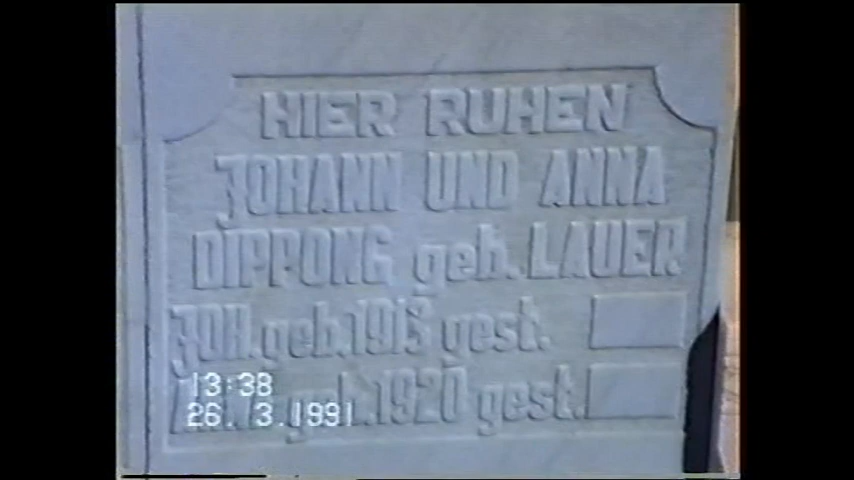 HIER RUHEN
JOHANN UND ANNA
DIPPONG geb. LAUER
JOH. geb. 1913 gest.
geb. 1920 gest.
13:38
26. 3.1991